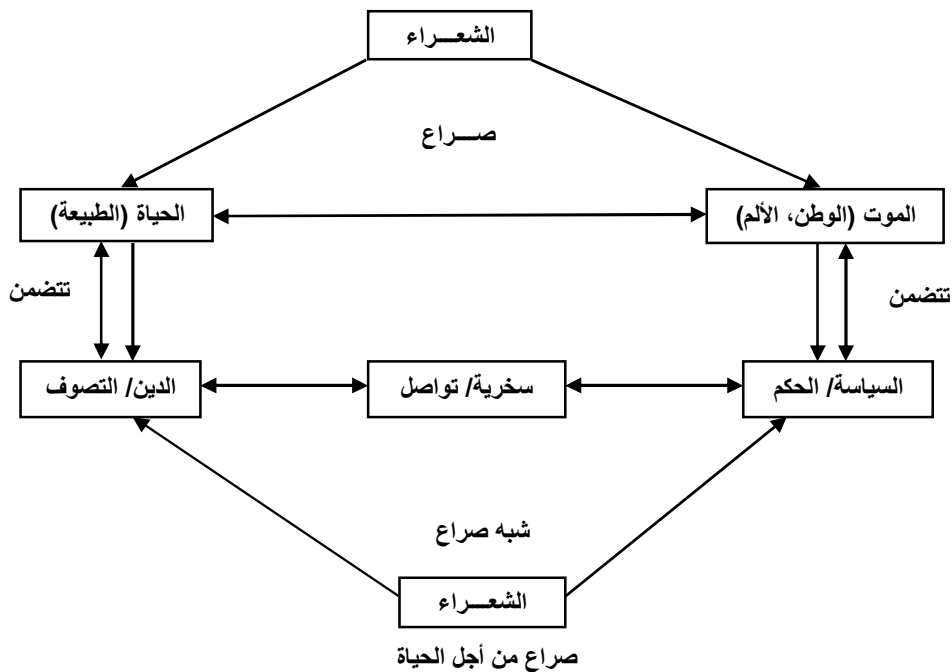 الشعـــراء
صـــراع
الموت (الوطن، الألم)
الحياة (الطبيعة)
تتضمن
تتضمن
السياسة/ الحكم
سخرية/ تواصل
الدين/ التصوف
شبه صراع
الشعـــراء
صراع من أجل الحياة